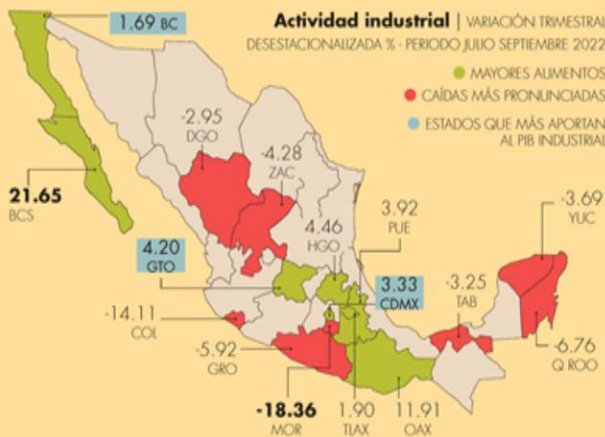 Actividad industrial | VARIACIÓN TRIMESTRAL
DESESTACIONALIZADA % · PERIODO JULIO SEPTIEMBRE 2022
MAYORES AUMENTOS
CAÍDAS MÁS PRONUNCIADAS
ESTADOS QUE MÁS APORTAN
AL PIB INDUSTRIAL
1.69 BC
-2.95
DGO
-4.28
ZAC
21.65
BCS
4.20
GTO
4.46
HGO
3.92
PUE
3.33
CDMX
-3.69
YUC
-3.25
TAB
-14.11
COL
-5.92
GRO
-6.76
Q ROO
-18.36
MOR
1.90
TLAX
11.91
OAX